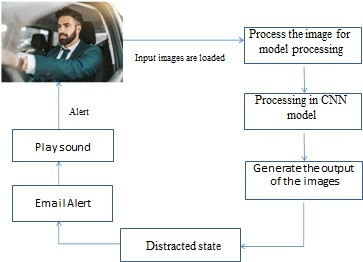 Process the image for
model processing
Input images are loaded
Processing in CNN
model
Alert
Play sound
Generate the output
of the images
Email Alert
Distracted state